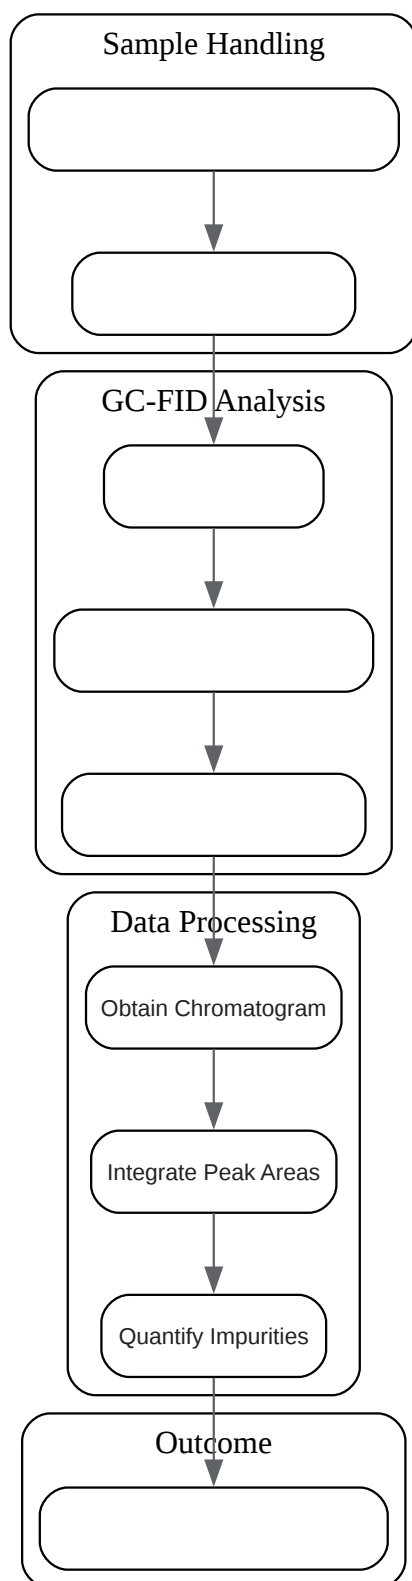 Sample Handling
GC-FID Analysis
Data Processing
Obtain Chromatogram
Integrate Peak Areas
Quantify Impurities
Outcome